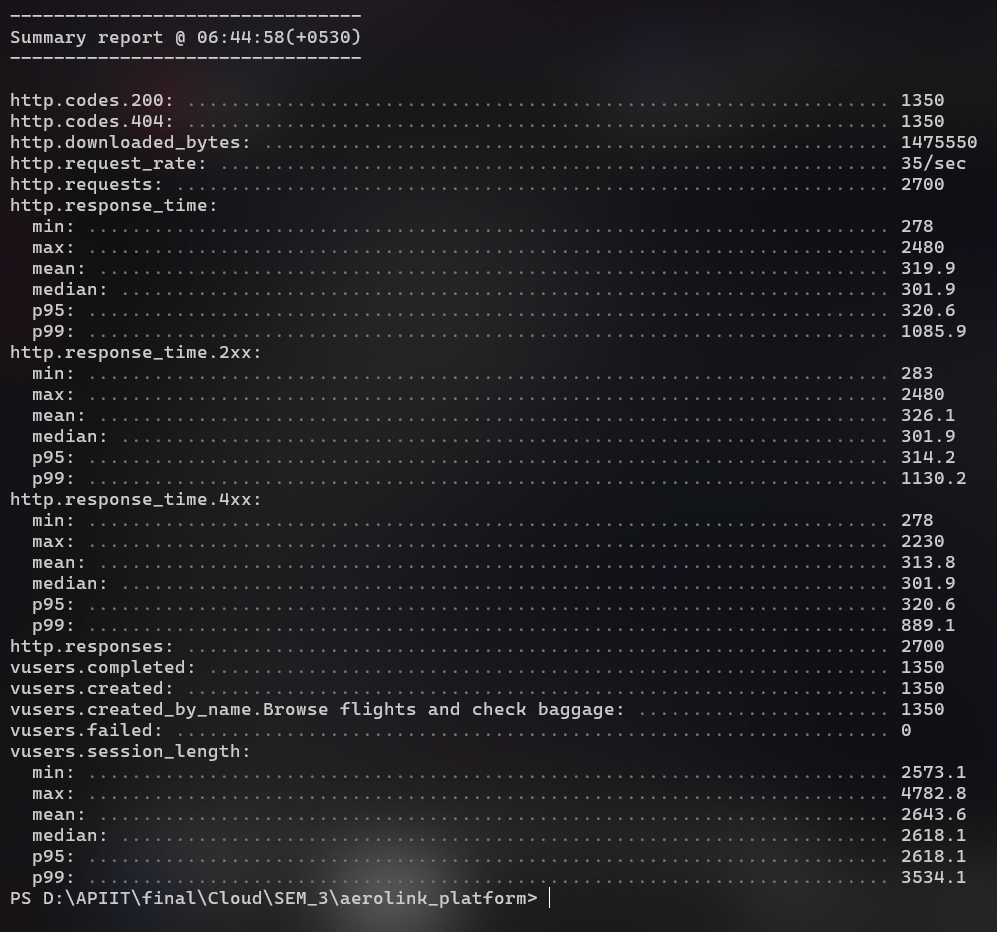 --------------------------------
Summary report @ 06:44:58(+0530)
--------------------------------
http.codes.200: ................................................................ 1350
http.codes.404: ................................................................ 1350
http.downloaded_bytes: ......................................................... 1475550
http.request_rate: ............................................................. 35/sec
http.requests: ................................................................. 2700
http.response_time:
  min: ......................................................................... 278
  max: ......................................................................... 2480
  mean: ........................................................................ 319.9
  median: ...................................................................... 301.9
  p95: ......................................................................... 320.6
  p99: ......................................................................... 1085.9
http.response_time.2xx:
  min: ......................................................................... 283
  max: ......................................................................... 2480
  mean: ........................................................................ 326.1
  median: ...................................................................... 301.9
  p95: ......................................................................... 314.2
  p99: ......................................................................... 1130.2
http.response_time.4xx:
  min: ......................................................................... 278
  max: ......................................................................... 2230
  mean: ........................................................................ 313.8
  median: ...................................................................... 301.9
  p95: ......................................................................... 320.6
  p99: ......................................................................... 889.1
http.responses: ................................................................ 2700
vusers.completed: .............................................................. 1350
vusers.created: ................................................................ 1350
vusers.created_by_name.Browse flights and check baggage: ....................... 1350
vusers.failed: ................................................................. 0
vusers.session_length:
  min: ......................................................................... 2573.1
  max: ......................................................................... 4782.8
  mean: ........................................................................ 2643.6
  median: ...................................................................... 2618.1
  p95: ......................................................................... 2618.1
  p99: ......................................................................... 3534.1
PS D:\APIIT\final\Cloud\SEM_3\aerolink_platform>